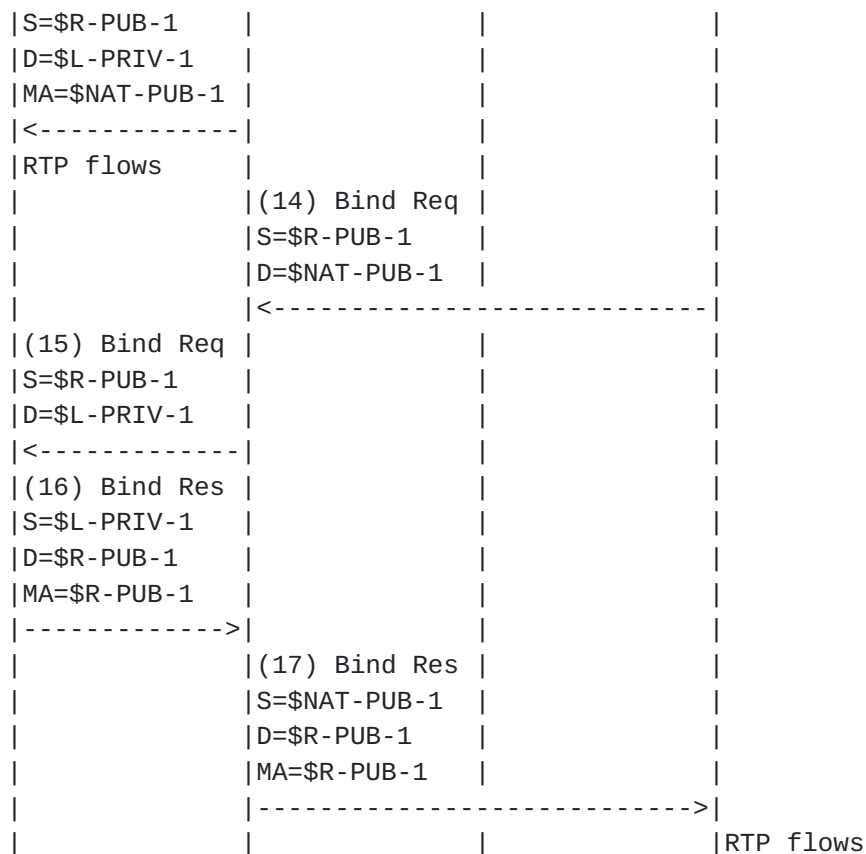 |S=$R-PUB-1    |              |              |
|D=$L-PRIV-1   |              |              |
|MA=$NAT-PUB-1 |              |              |
|<-------------|              |              |
|RTP flows     |              |              |
|              |(14) Bind Req |              |
|              |S=$R-PUB-1    |              |
|              |D=$NAT-PUB-1  |              |
|              |<----------------------------|
|(15) Bind Req |              |              |
|S=$R-PUB-1    |              |              |
|D=$L-PRIV-1   |              |              |
|<-------------|              |              |
|(16) Bind Res |              |              |
|S=$L-PRIV-1   |              |              |
|D=$R-PUB-1    |              |              |
|MA=$R-PUB-1   |              |              |
|------------->|              |              |
|              |(17) Bind Res |              |
|              |S=$NAT-PUB-1  |              |
|              |D=$R-PUB-1    |              |
|              |MA=$R-PUB-1   |              |
|              |---------------------------->|
|              |              |              |RTP flows